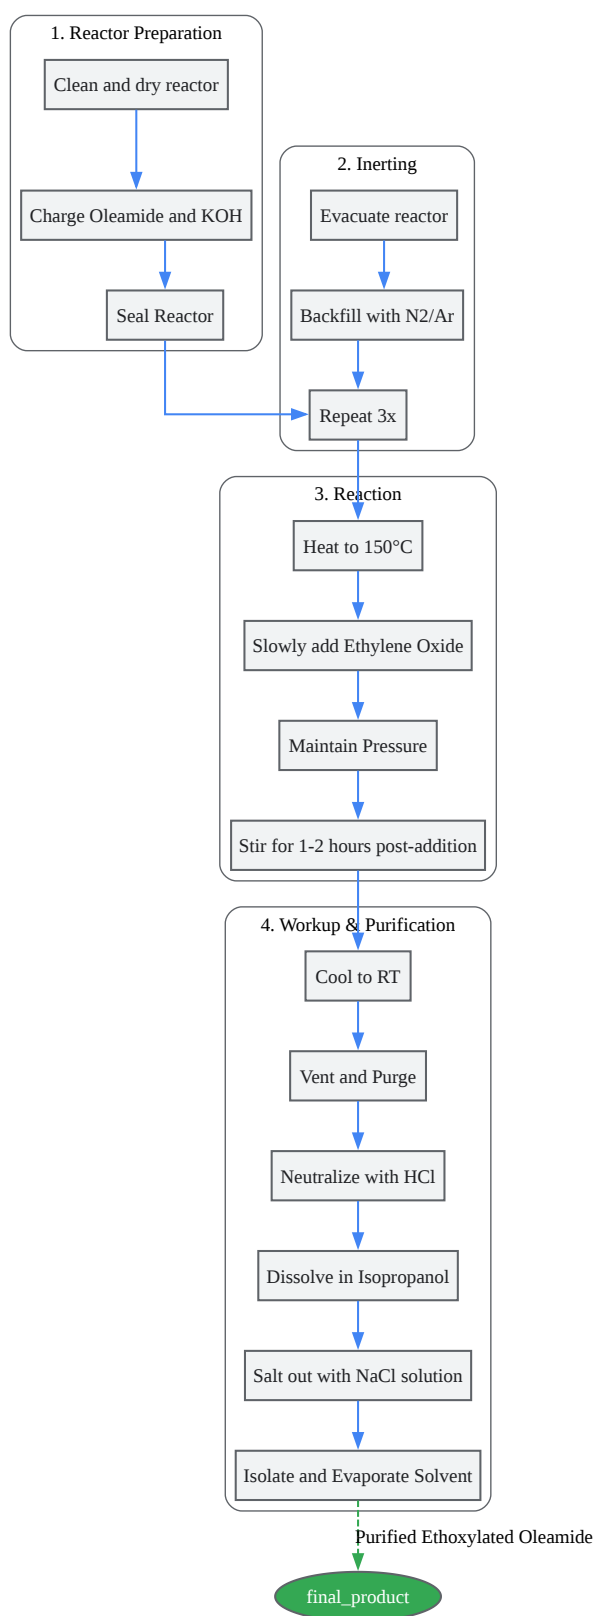 1. Reactor Preparation
Clean and dry reactor
Charge Oleamide and KOH
Seal Reactor
2. Inerting
Evacuate reactor
Backfill with N2/Ar
Repeat 3x
3. Reaction
Heat to 150°C
Slowly add Ethylene Oxide
Maintain Pressure
Stir for 1-2 hours post-addition
4. Workup & Purification
Cool to RT
Vent and Purge
Neutralize with HCl
Dissolve in Isopropanol
Salt out with NaCl solution
Isolate and Evaporate Solvent
Purified Ethoxylated Oleamide
final_product